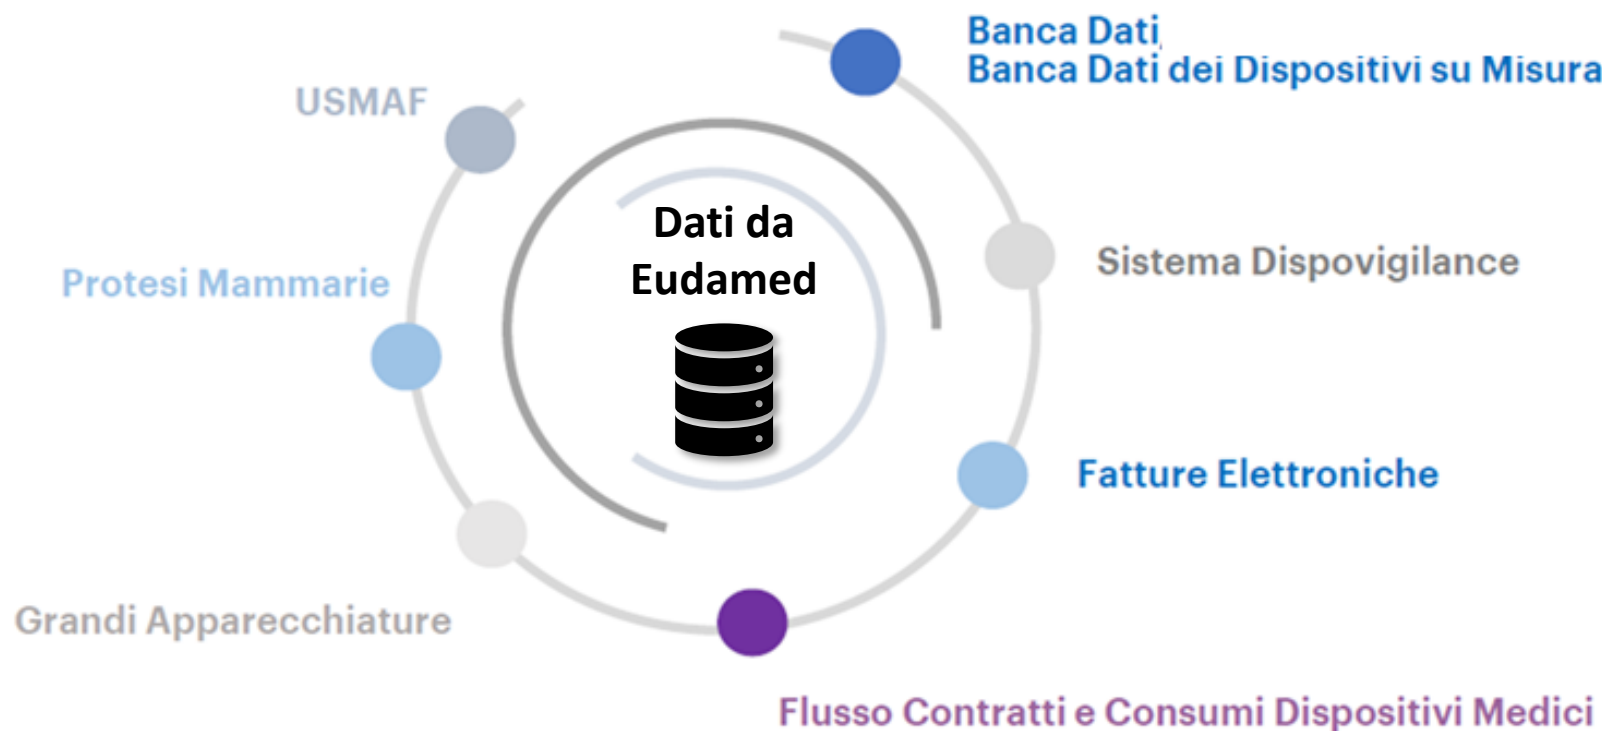 Banca Dati,
Banca Dati dei Dispositivi su Misura
USMAF
Dati da
Eudamed
Sistema Dispovigilance
Protesi Mammarie
Fatture Elettroniche
Grandi Apparecchiature
Flusso Contratti e Consumi Dispositivi Medici